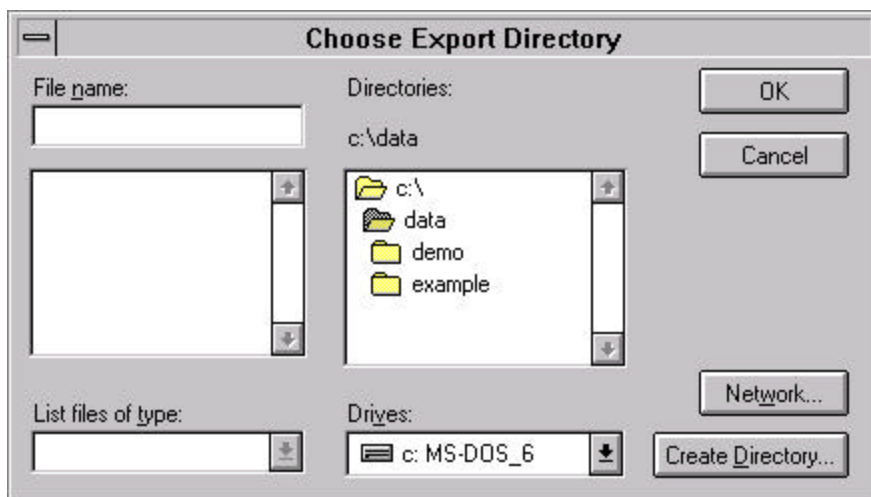 Choose Export Directory
File name:
Directories:
c:\data
OK
Cancel
c:\
data
demo
example
List files of type:
Drives:
c: MS-DOS_6
Network...
Create Directory...